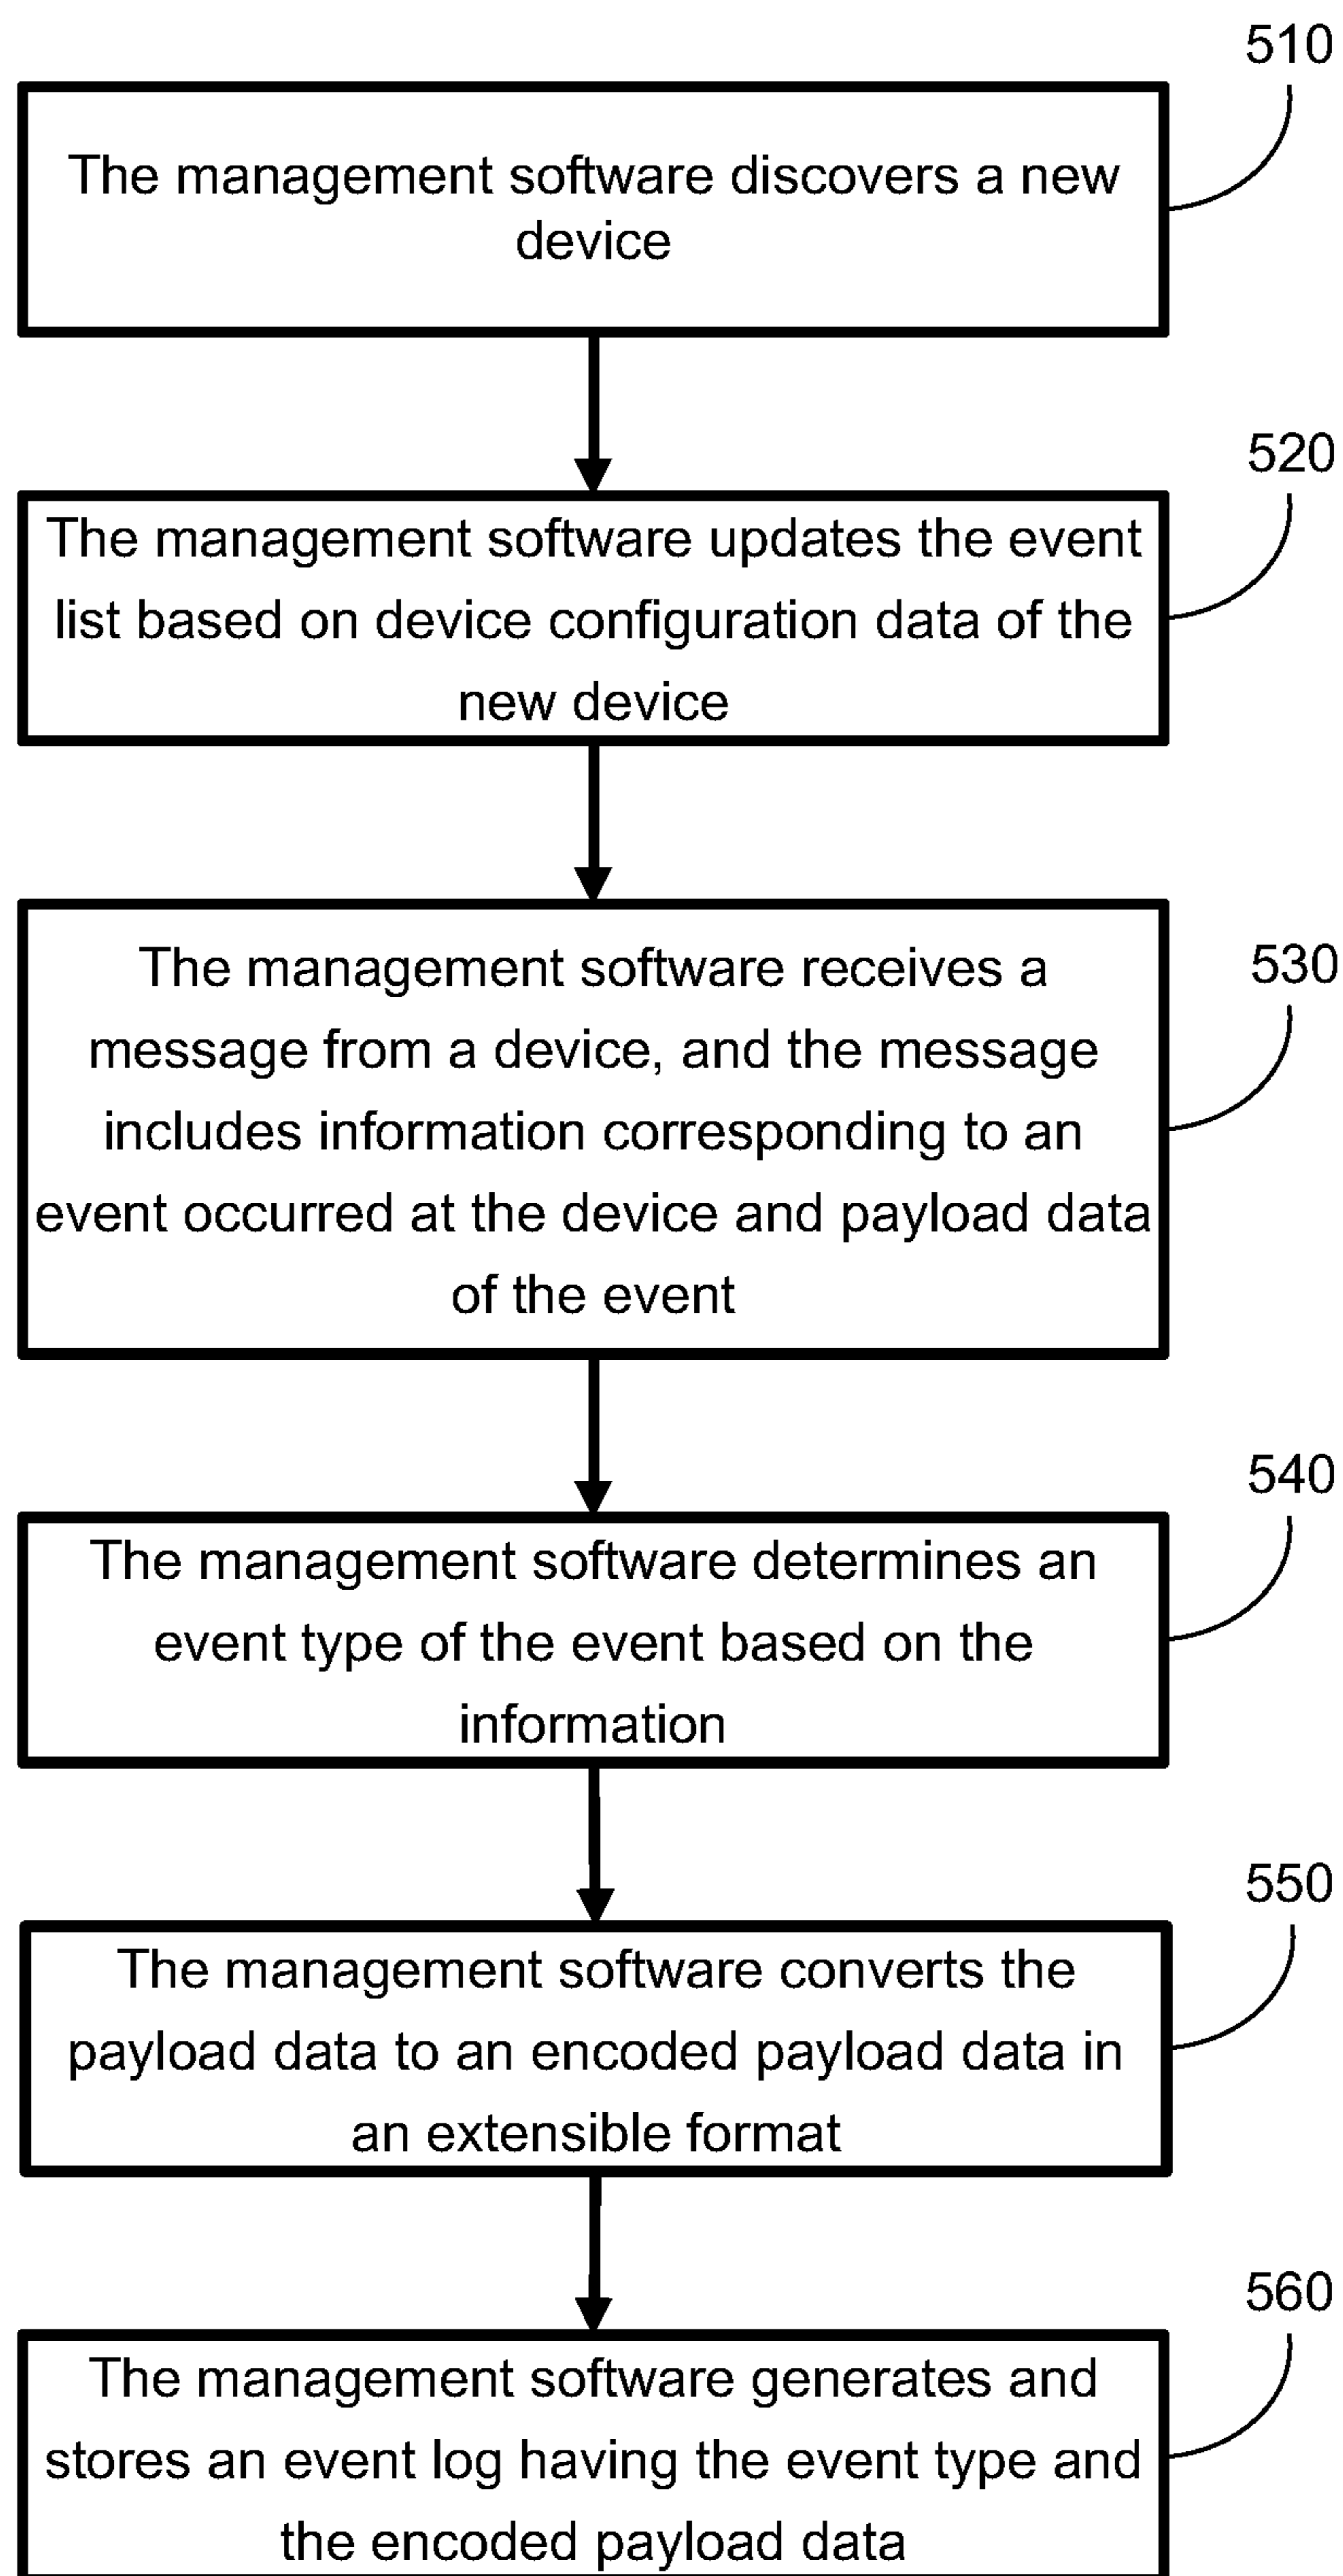 510
The management software discovers a new
device
520
The management software updates the event
list based on device configuration data of the
new device
530
The management software receives a
message from a device, and the message
includes information corresponding to an
event occurred at the device and payload data
of the event
540
The management software determines an
event type of the event based on the
information
550
The management software converts the
payload data to an encoded payload data in
an extensible format
560
The management software generates and
stores an event log having the event type and
the encoded payload data